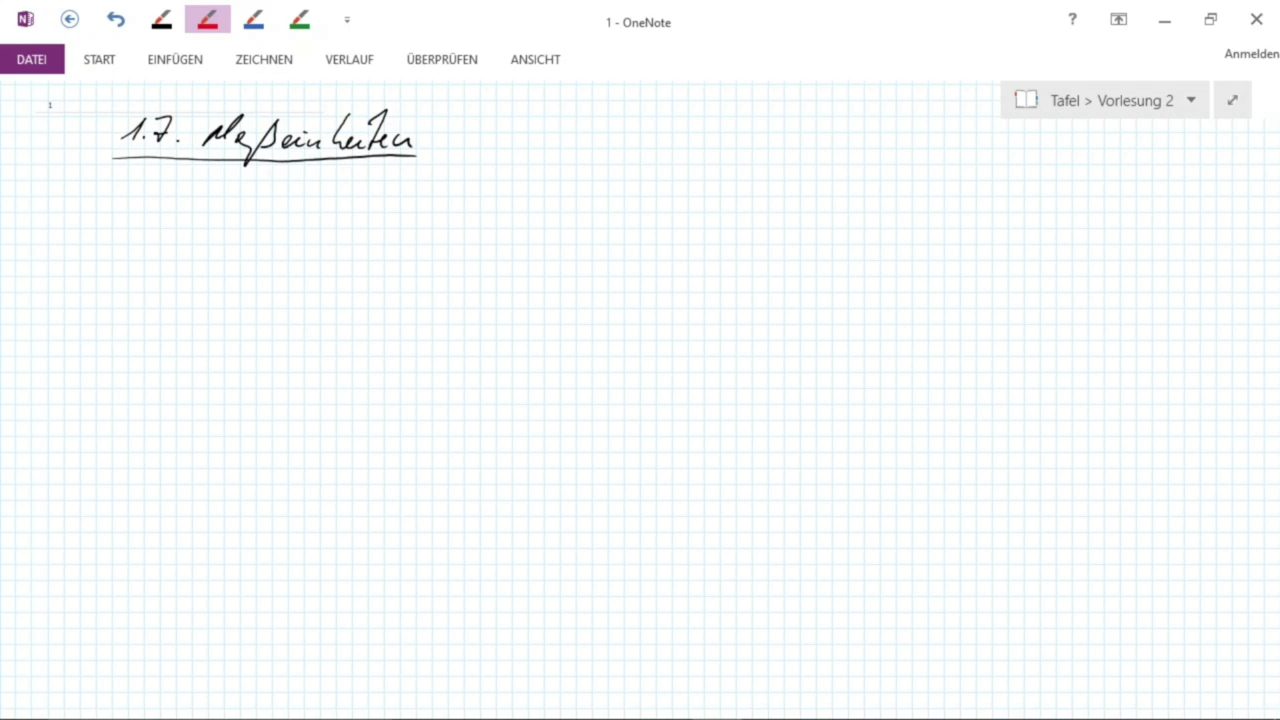 1 - OneNote
?
DATEI START EINFÜGEN ZEICHNEN VERLAUF ÜBERPRÜFEN ANSICHT
Anmelden
Tafel > Vorlesung 2
1
1.7. Maßeinheiten